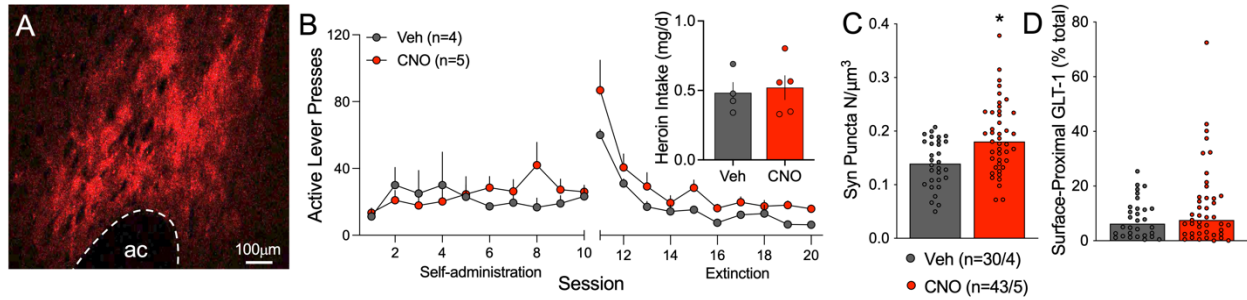 A
ac
100μm
B
Active Lever Presses
120
80
40
0
Veh (n=4)
CNO (n=5)
2 4 6 8 10 12 14 16 18 20
Self-administration
Extinction
Session
Heroin Intake (mg/d)
1.0
0.5
0.0
Veh CNO
C
Syn Puncta N/μm³
0.4
0.3
0.2
0.1
0.0
*
Veh (n=30/4)
CNO (n=43/5)
D
Surface-Proximal GLT-1 (% total)
80
60
40
20
0